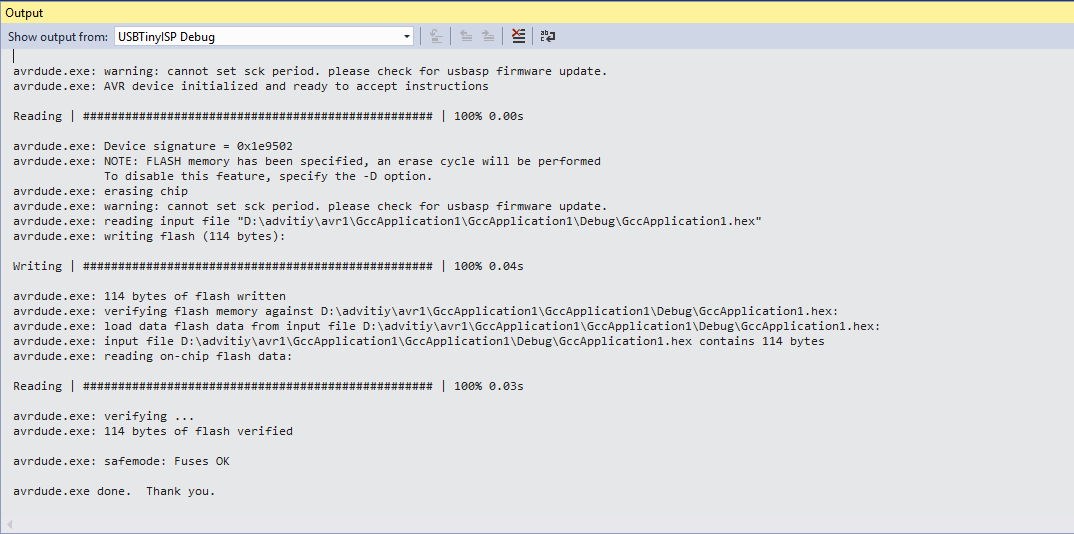 Output
Show output from: USBTinyISP Debug
avrdude.exe: warning: cannot set sck period. please check for usbasp firmware update.
avrdude.exe: AVR device initialized and ready to accept instructions
Reading | ################################################## | 100% 0.00s
avrdude.exe: Device signature = 0x1e9502
avrdude.exe: NOTE: FLASH memory has been specified, an erase cycle will be performed
To disable this feature, specify the -D option.
avrdude.exe: erasing chip
avrdude.exe: warning: cannot set sck period. please check for usbasp firmware update.
avrdude.exe: reading input file "D:\advitiy\avr1\GccApplication1\GccApplication1\Debug\GccApplication1.hex"
avrdude.exe: writing flash (114 bytes):
Writing | ################################################## | 100% 0.04s
avrdude.exe: 114 bytes of flash written
avrdude.exe: verifying flash memory against D:\advitiy\avr1\GccApplication1\GccApplication1\Debug\GccApplication1.hex:
avrdude.exe: load data flash data from input file D:\advitiy\avr1\GccApplication1\GccApplication1\Debug\GccApplication1.hex:
avrdude.exe: input file D:\advitiy\avr1\GccApplication1\GccApplication1\Debug\GccApplication1.hex contains 114 bytes
avrdude.exe: reading on-chip flash data:
Reading | ################################################## | 100% 0.03s
avrdude.exe: verifying ...
avrdude.exe: 114 bytes of flash verified
avrdude.exe: safemode: Fuses OK
avrdude.exe done.  Thank you.